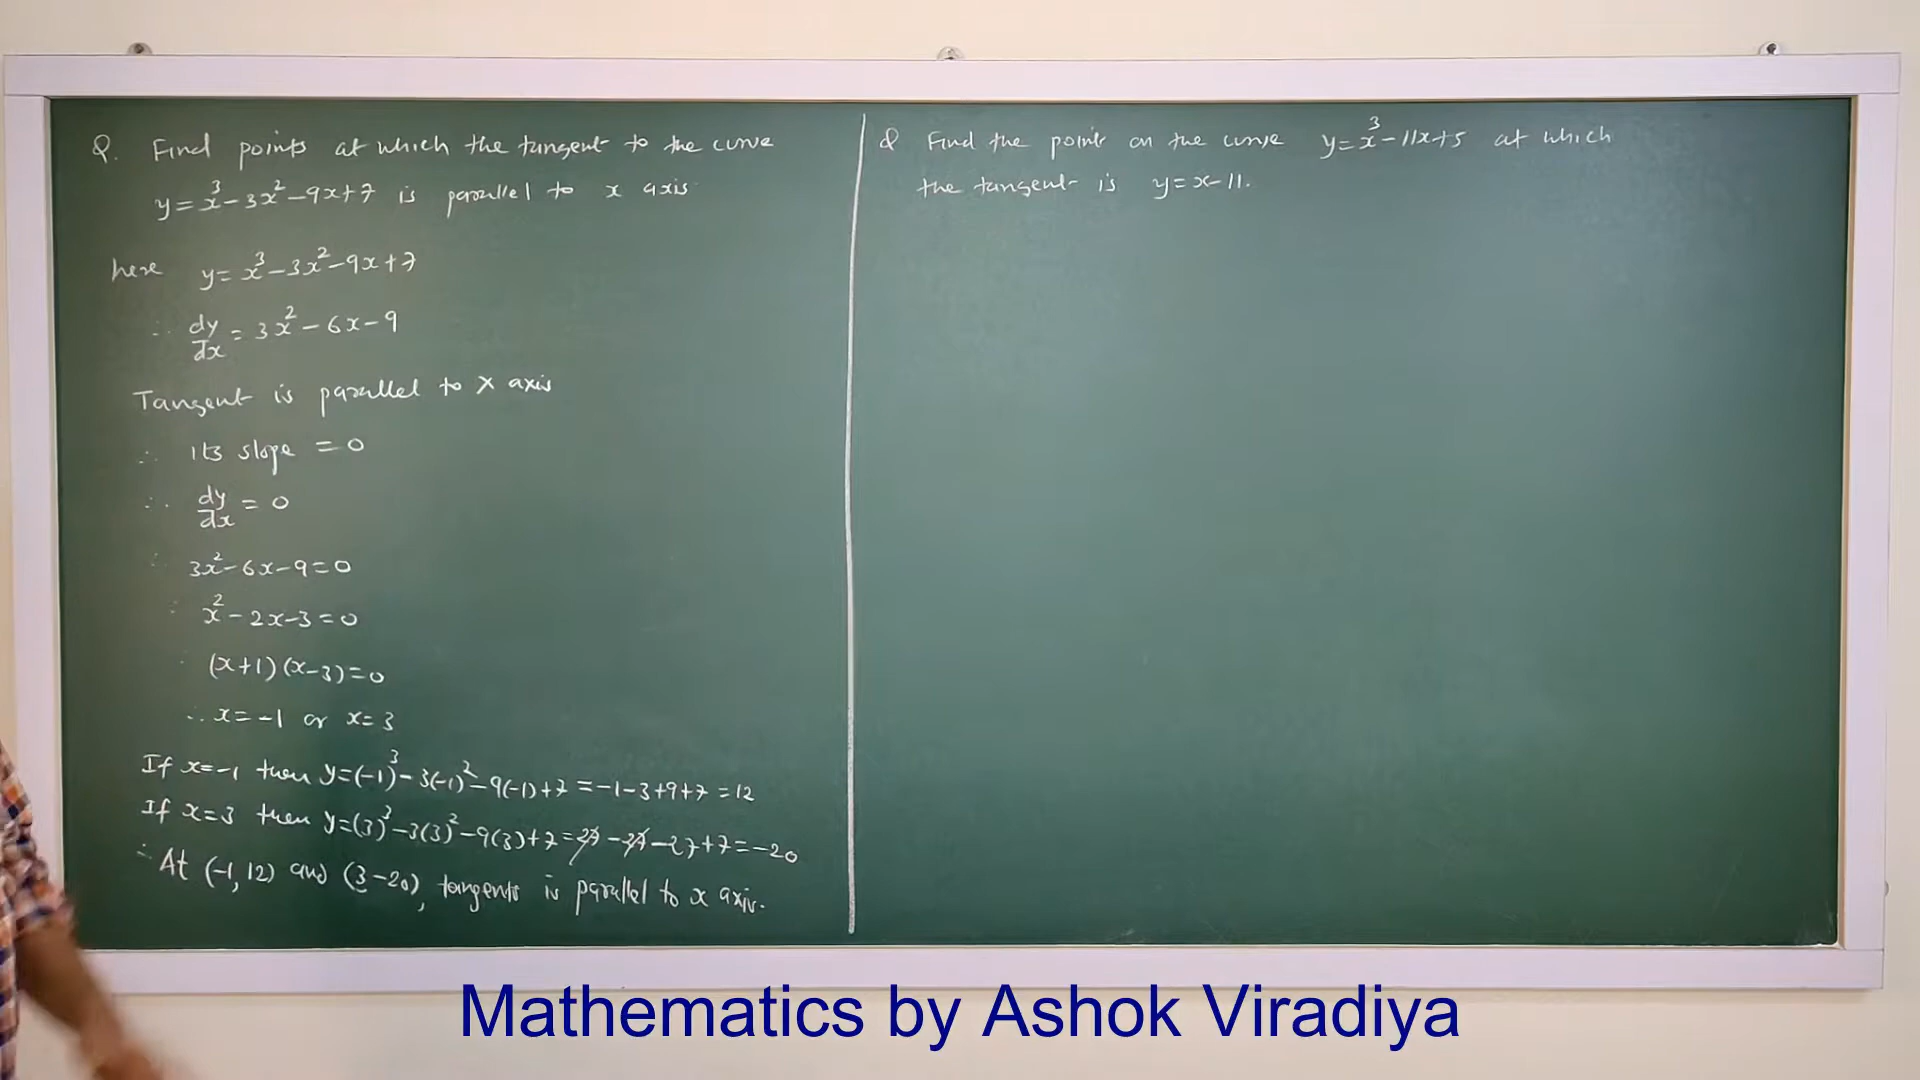 Q. Find points at which the tangent to the curve
y = x³ - 3x² - 9x + 7 is parallel to x axis
here y = x³ - 3x² - 9x + 7
∴ dy/dx = 3x² - 6x - 9
Tangent is parallel to X axis
∴ its slope = 0
∴ dy/dx = 0
∴ 3x² - 6x - 9 = 0
∴ x² - 2x - 3 = 0
∴ (x+1)(x-3) = 0
∴ x = -1 or x = 3
If x = -1 then y = (-1)³ - 3(-1)² - 9(-1) + 7 = -1 - 3 + 9 + 7 = 12
If x = 3 then y = (3)³ - 3(3)² - 9(3) + 7 = 27 - 27 - 27 + 7 = -20
∴ At (-1, 12) and (3, -20), tangents is parallel to x axis.
Q Find the point on the curve y = x³ - 11x + 5 at which
the tangent is y = x - 11.
Mathematics by Ashok Viradiya